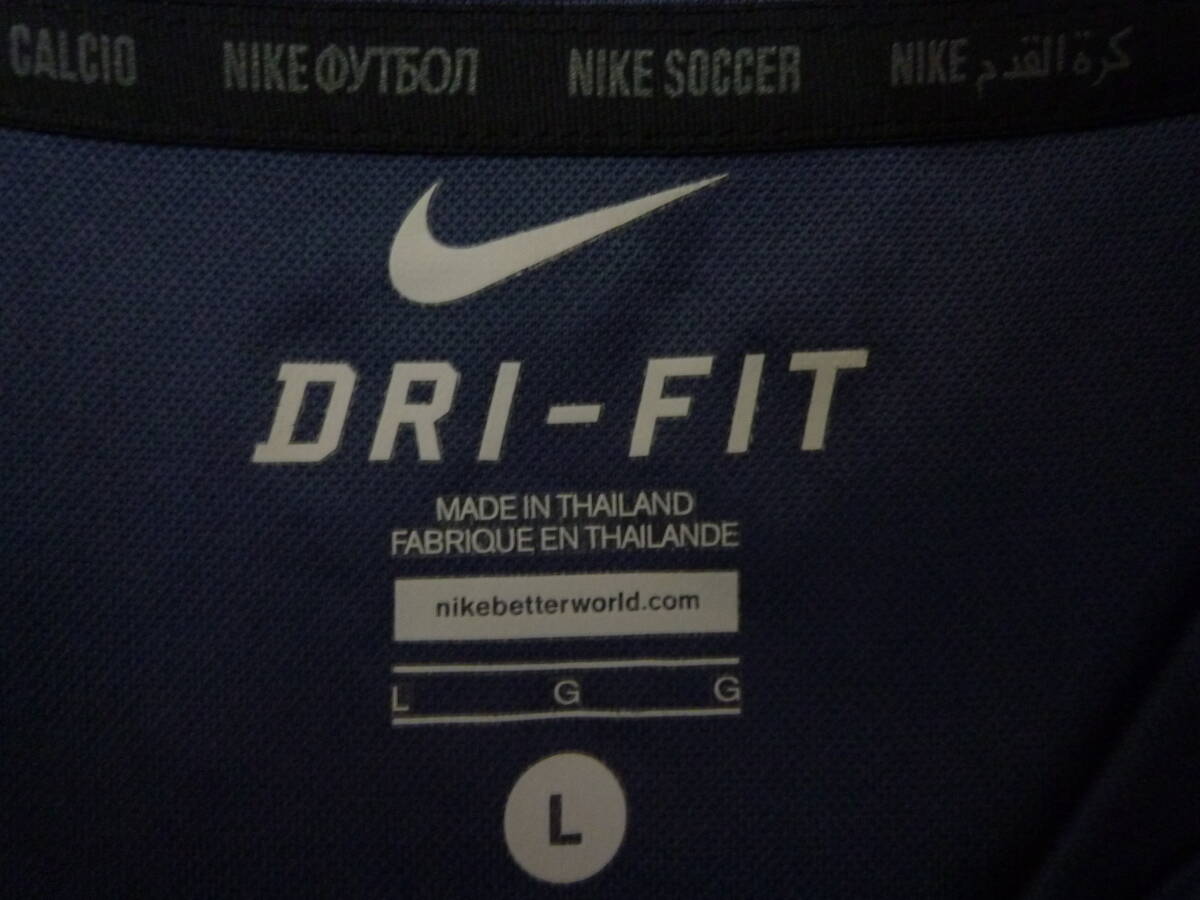 CALCIO NIKE ФУТБОЛ NIKE SOCCER NIKE كرة القدم
DRI-FIT
MADE IN THAILAND
FABRIQUE EN THAILANDE
nikebetterworld.com
L G G
L